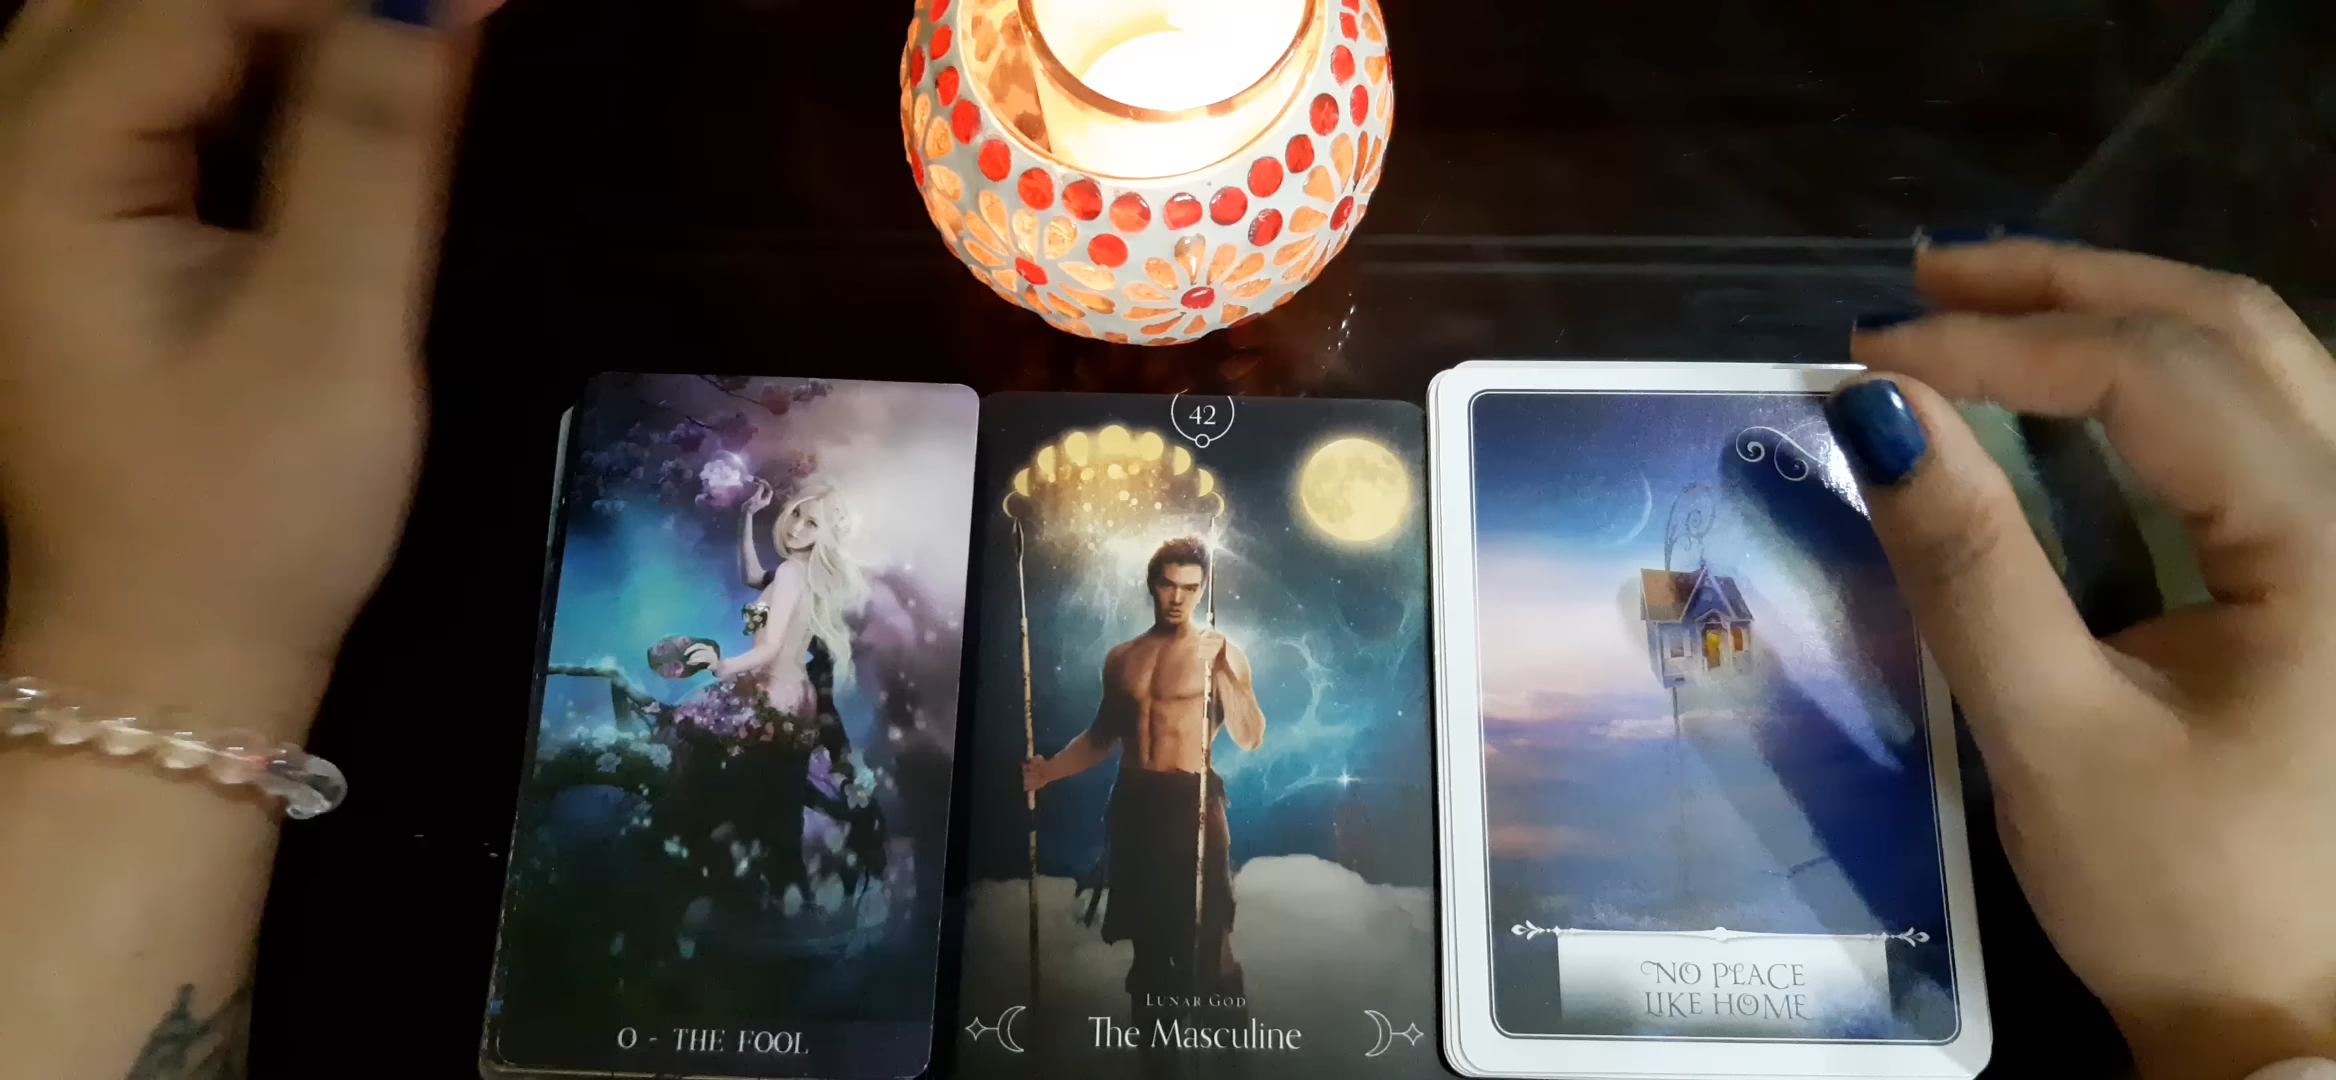 0 - THE FOOL
42
LUNAR GOD
The Masculine
NO PLACE
LIKE HOME